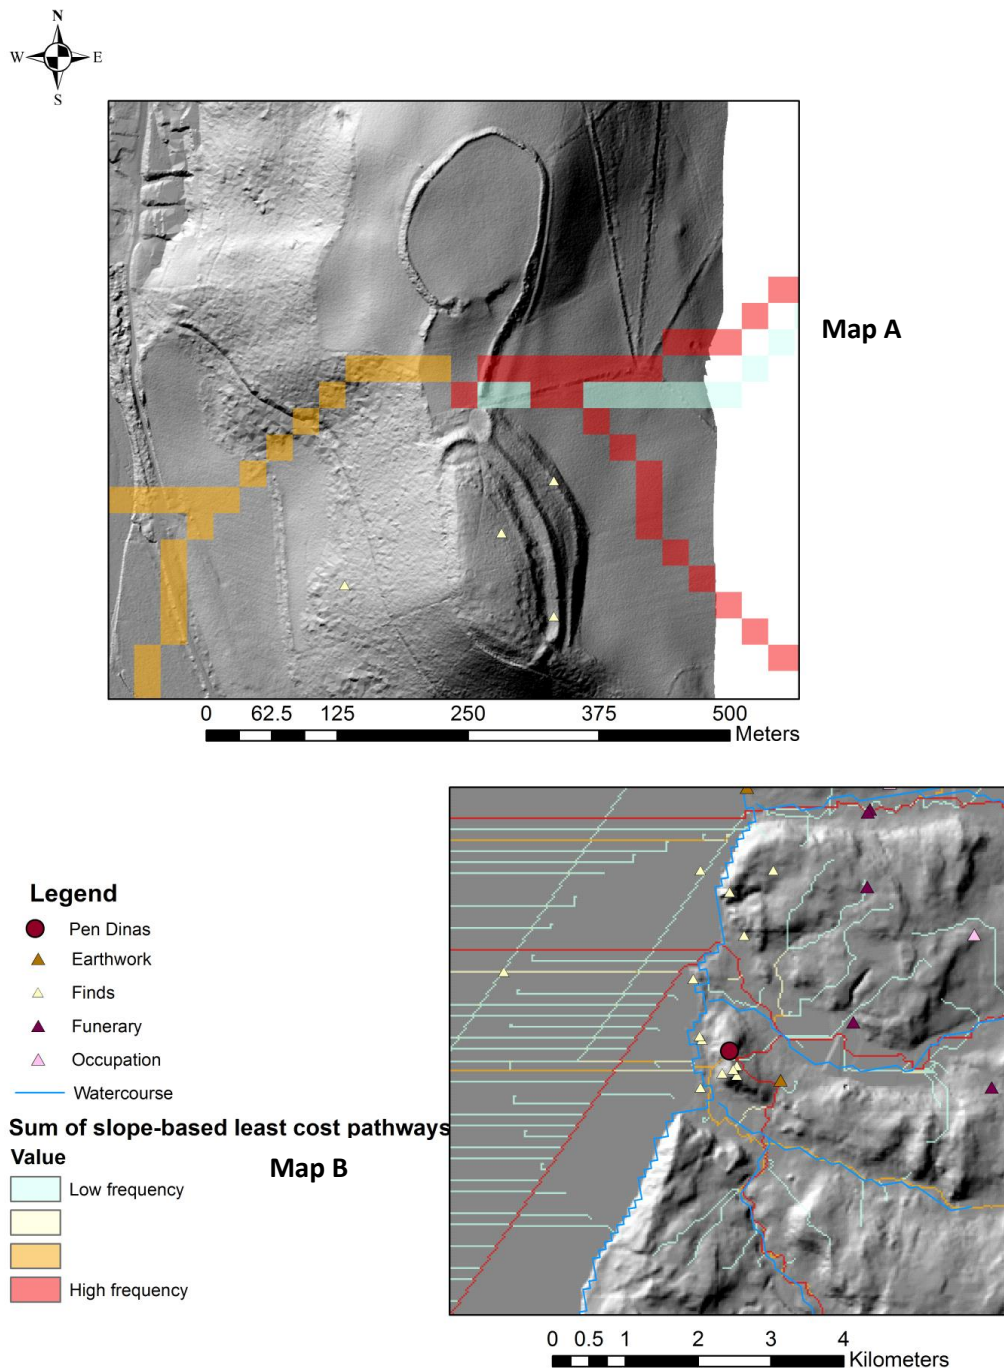 N
W E
S
Map A
0 62.5 125 250 375 500
Meters
Legend
Pen Dinas
Earthwork
Finds
Funerary
Occupation
Watercourse
Sum of slope-based least cost pathways
Value
Map B
Low frequency
High frequency
0 0.5 1 2 3 4
Kilometers